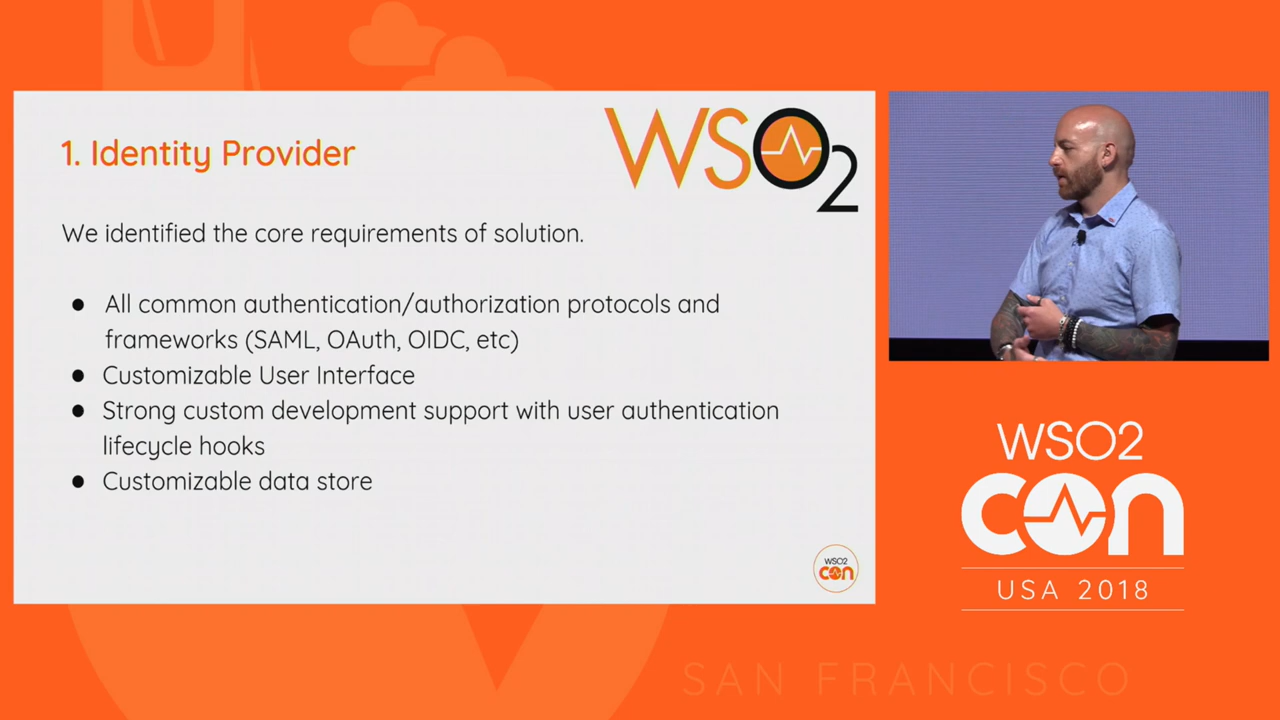 1. Identity Provider
WSO2
We identified the core requirements of solution.
● All common authentication/authorization protocols and
frameworks (SAML, OAuth, OIDC, etc)
● Customizable User Interface
● Strong custom development support with user authentication
lifecycle hooks
● Customizable data store
WSO2
con
WSO2
con
USA 2018
SAN FRANCISCO